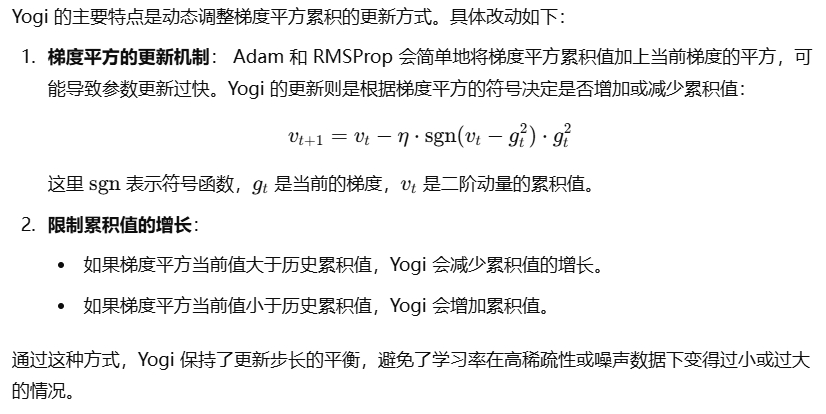 Yogi 的主要特点是动态调整梯度平方累积的更新方式。具体改动如下：
1. 梯度平方的更新机制： Adam 和 RMSProp 会简单地将梯度平方累积值加上当前梯度的平方，可
能导致参数更新过快。Yogi 的更新则是根据梯度平方的符号决定是否增加或减少累积值：
v_{t+1} = v_t − η · sgn(v_t − g_t^2) · g_t^2
这里 sgn 表示符号函数，g_t 是当前的梯度，v_t 是二阶动量的累积值。
2. 限制累积值的增长：
• 如果梯度平方当前值大于历史累积值，Yogi 会减少累积值的增长。
• 如果梯度平方当前值小于历史累积值，Yogi 会增加累积值。
通过这种方式，Yogi 保持了更新步长的平衡，避免了学习率在高稀疏性或噪声数据下变得过小或过大
的情况。